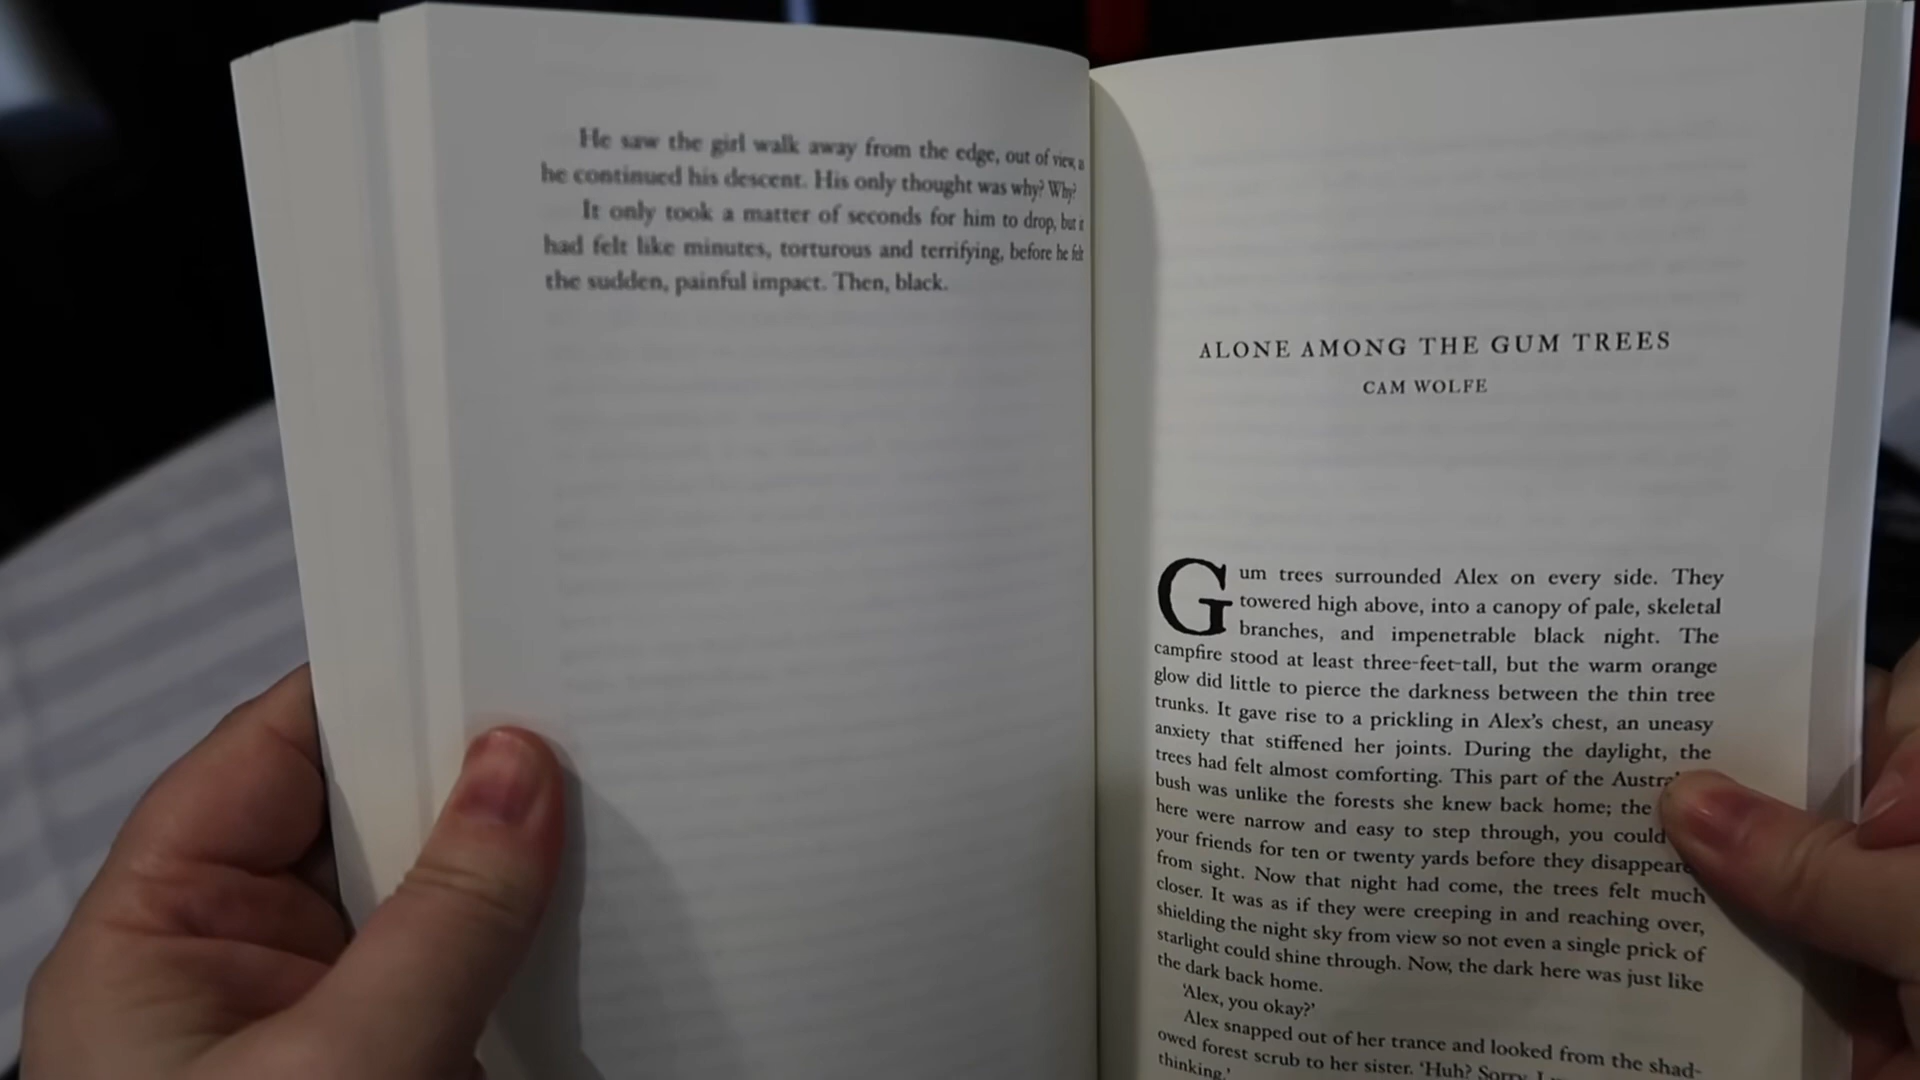 He saw the girl walk away from the edge, out of view,
he continued his descent. His only thought was why? Why?
It only took a matter of seconds for him to drop, but
had felt like minutes, torturous and terrifying, before he felt
the sudden, painful impact. Then, black.
ALONE AMONG THE GUM TREES
CAM WOLFE
Gum trees surrounded Alex on every side. They
towered high above, into a canopy of pale, skeletal
branches, and impenetrable black night. The
campfire stood at least three-feet-tall, but the warm orange
glow did little to pierce the darkness between the thin tree
trunks. It gave rise to a prickling in Alex's chest, an uneasy
anxiety that stiffened her joints. During the daylight, the
trees had felt almost comforting. This part of the
bush was unlike the forests she knew back home; the
here were narrow and easy to step through, you could
your friends for ten or twenty yards before they disappeared
from sight. Now that night had come, the trees felt much
closer. It was as if they were creeping in and reaching over,
shielding the night sky from view so not even a single prick of
starlight could shine through. Now, the dark here was just like
the dark back home.
'Alex, you okay?'
Alex snapped out of her trance and looked from the shad-
owed forest scrub to her sister. 'Huh? Sorry,
thinking.'